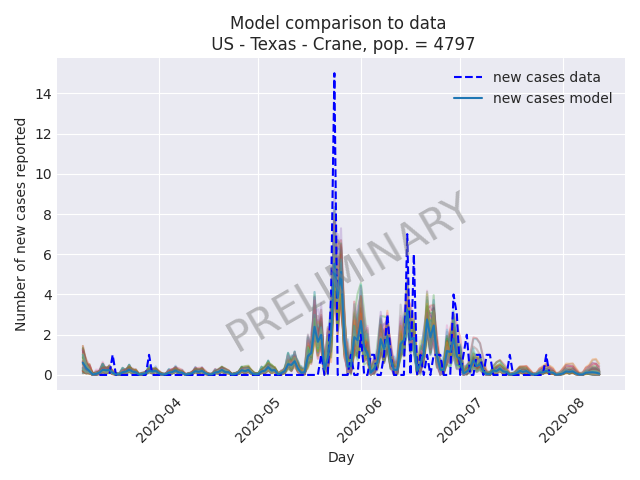 Model comparison to data
US - Texas - Crane, pop. = 4797
new cases data
new cases model
Number of new cases reported
14
12
10
8
6
4
2
0
PRELIMINARY
2020-04
2020-05
2020-06
2020-07
2020-08
Day